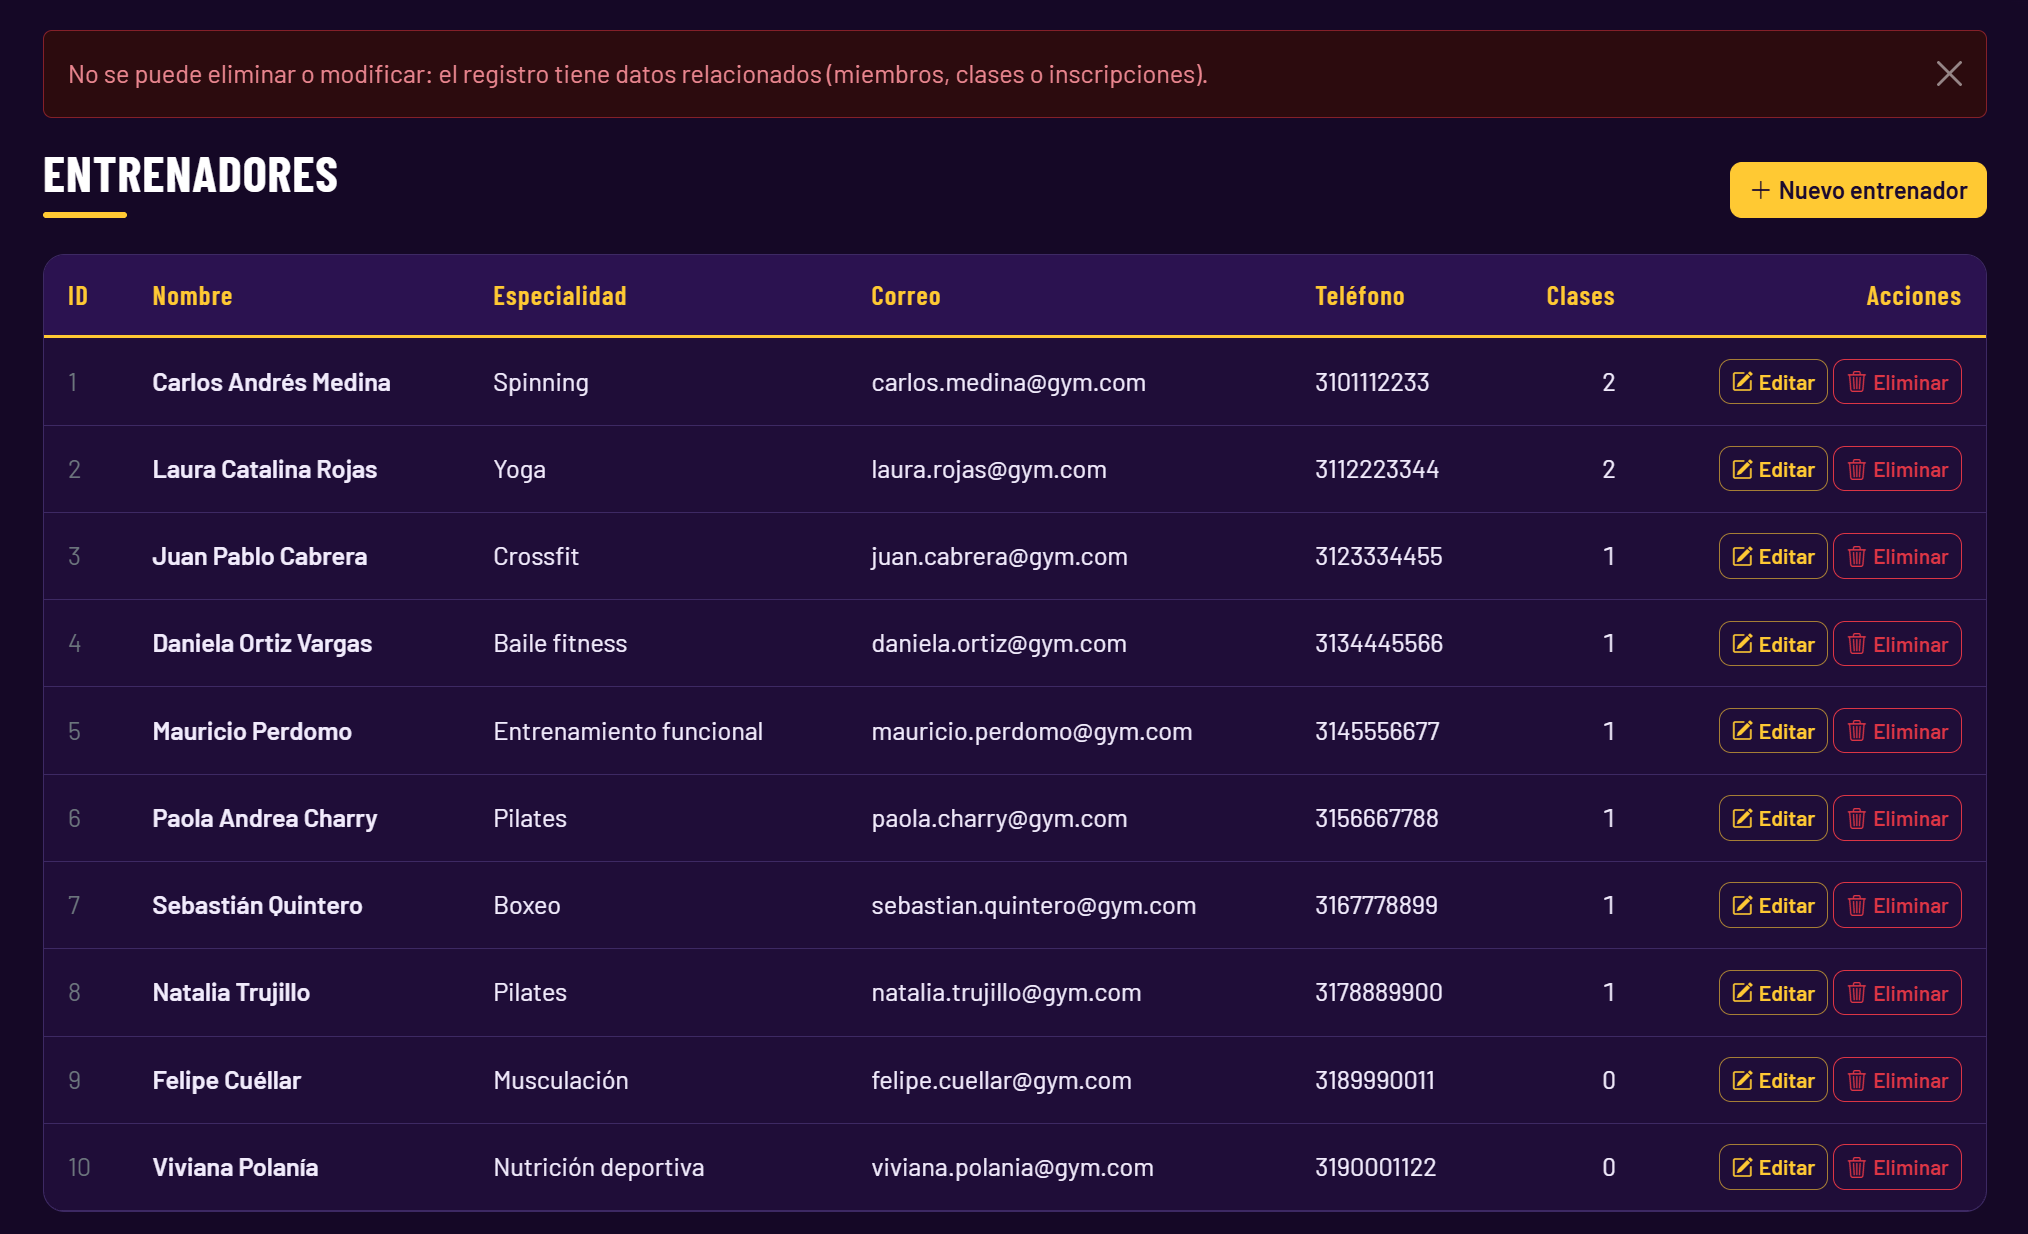 No se puede eliminar o modificar: el registro tiene datos relacionados (miembros, clases o inscripciones).
ENTRENADORES
Nuevo entrenador
ID Nombre Especialidad Correo Teléfono Clases Acciones
1 Carlos Andrés Medina Spinning carlos.medina@gym.com 3101112233 2 Editar Eliminar
2 Laura Catalina Rojas Yoga laura.rojas@gym.com 3112223344 2 Editar Eliminar
3 Juan Pablo Cabrera Crossfit juan.cabrera@gym.com 3123334455 1 Editar Eliminar
4 Daniela Ortiz Vargas Baile fitness daniela.ortiz@gym.com 3134445566 1 Editar Eliminar
5 Mauricio Perdomo Entrenamiento funcional mauricio.perdomo@gym.com 3145556677 1 Editar Eliminar
6 Paola Andrea Charry Pilates paola.charry@gym.com 3156667788 1 Editar Eliminar
7 Sebastián Quintero Boxeo sebastian.quintero@gym.com 3167778899 1 Editar Eliminar
8 Natalia Trujillo Pilates natalia.trujillo@gym.com 3178889900 1 Editar Eliminar
9 Felipe Cuéllar Musculación felipe.cuellar@gym.com 3189990011 0 Editar Eliminar
10 Viviana Polanía Nutrición deportiva viviana.polania@gym.com 3190001122 0 Editar Eliminar